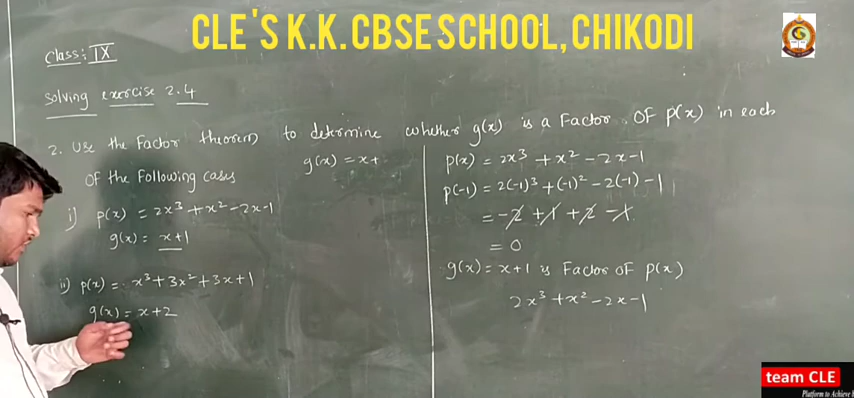 CLE'S K.K. CBSE SCHOOL, CHIKODI
Class: IX
Solving exercise 2.4
2. Use the Factor theorem to determine whether g(x) is a Factor OF p(x) in each
OF the Following cases
i) p(x) = 2x³ + x² - 2x - 1
g(x) = x + 1
ii) p(x) = x³ + 3x² + 3x + 1
g(x) = x + 2
g(x) = x +
p(x) = 2x³ + x² - 2x - 1
p(-1) = 2(-1)³ + (-1)² - 2(-1) - 1
= -2 + 1 + 2 - 1
= 0
g(x) = x + 1 is Factor OF p(x)
2x³ + x² - 2x - 1
team CLE
Platform to Achieve